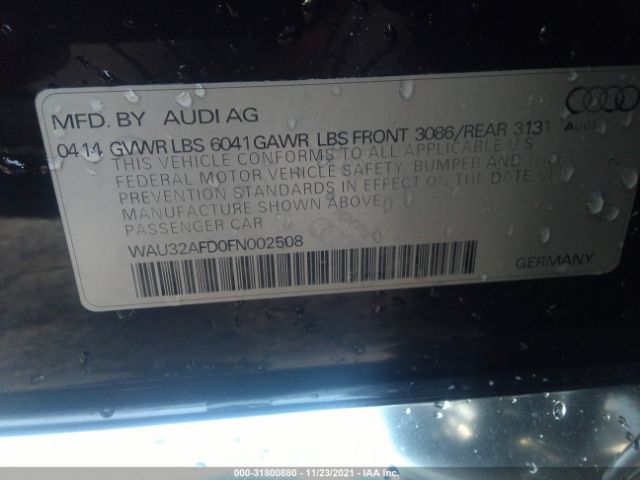 MFD. BY AUDI AG
0414 GVWR LBS 6041 GAWR LBS FRONT 3086/REAR 3131
Audi
THIS VEHICLE CONFORMS TO ALL APPLICABLE U.S
FEDERAL MOTOR VEHICLE SAFETY, BUMPER AND THEFT
PREVENTION STANDARDS IN EFFECT ON THE DATE OF
MANUFACTURE SHOWN ABOVE
PASSENGER CAR
WAU32AFD0FN002508
GERMANY
000-31800880 - 11/23/2021 - IAA Inc.